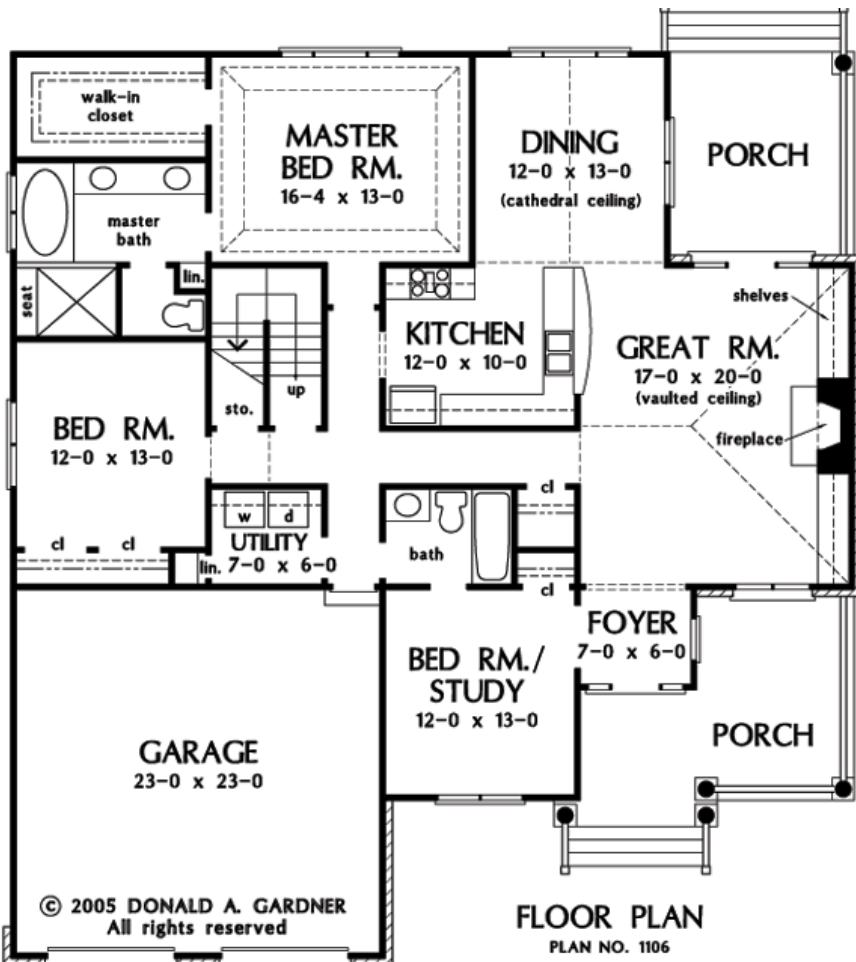 walk-in
closet
MASTER
BED RM.
16-4 x 13-0
DINING
12-0 x 13-0
(cathedral ceiling)
PORCH
master
bath
lin.
seat
shelves
KITCHEN
12-0 x 10-0
GREAT RM.
17-0 x 20-0
(vaulted ceiling)
fireplace
up
sto.
BED RM.
12-0 x 13-0
cl
cl
cl
w
d
UTILITY
7-0 x 6-0
lin.
bath
cl
FOYER
7-0 x 6-0
BED RM./
STUDY
12-0 x 13-0
PORCH
GARAGE
23-0 x 23-0
© 2005 DONALD A. GARDNER
All rights reserved
FLOOR PLAN
PLAN NO. 1106